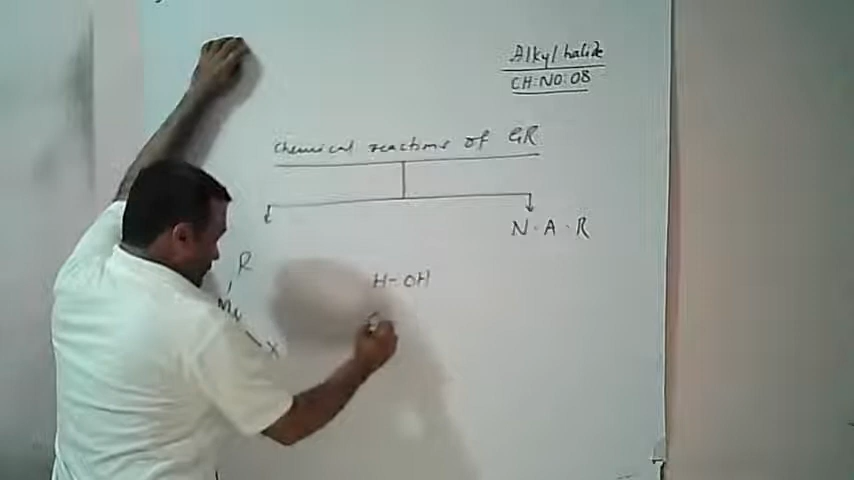 Alkyl halide
CH:NO:08
Chemical reactions of GR
N.A.R
R
H-OH
Mg
X